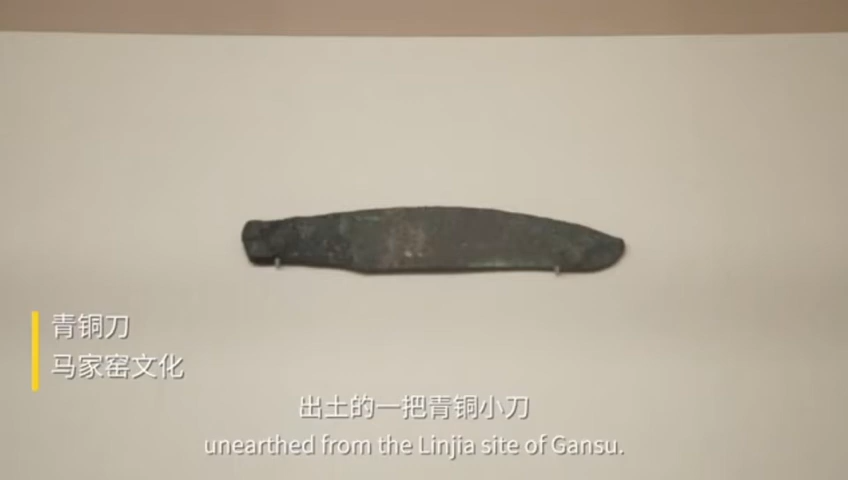 青铜刀
马家窑文化
出土的一把青铜小刀
unearthed from the Linjia site of Gansu.